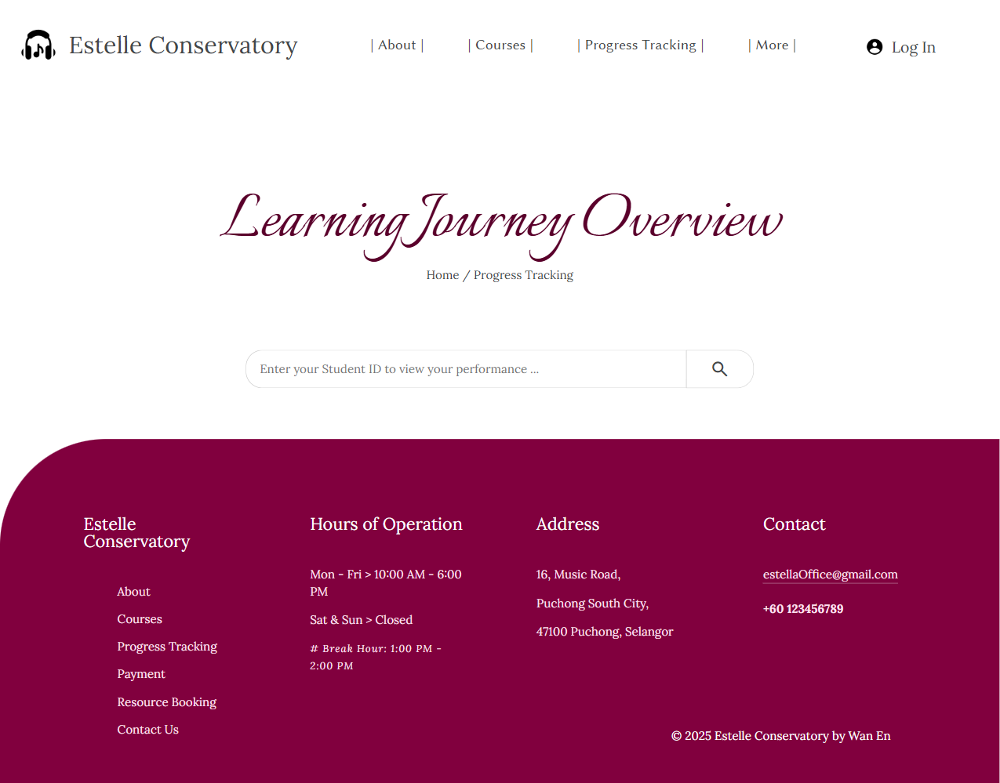 Estelle Conservatory
| About |
| Courses |
| Progress Tracking |
| More |
Log In
Learning Journey Overview
Home / Progress Tracking
Enter your Student ID to view your performance ...
Estelle
Conservatory
About
Courses
Progress Tracking
Payment
Resource Booking
Contact Us
Hours of Operation
Mon - Fri > 10:00 AM - 6:00
PM
Sat & Sun > Closed
# Break Hour: 1:00 PM -
2:00 PM
Address
16, Music Road,
Puchong South City,
47100 Puchong, Selangor
Contact
estellaOffice@gmail.com
+60 123456789
© 2025 Estelle Conservatory by Wan En